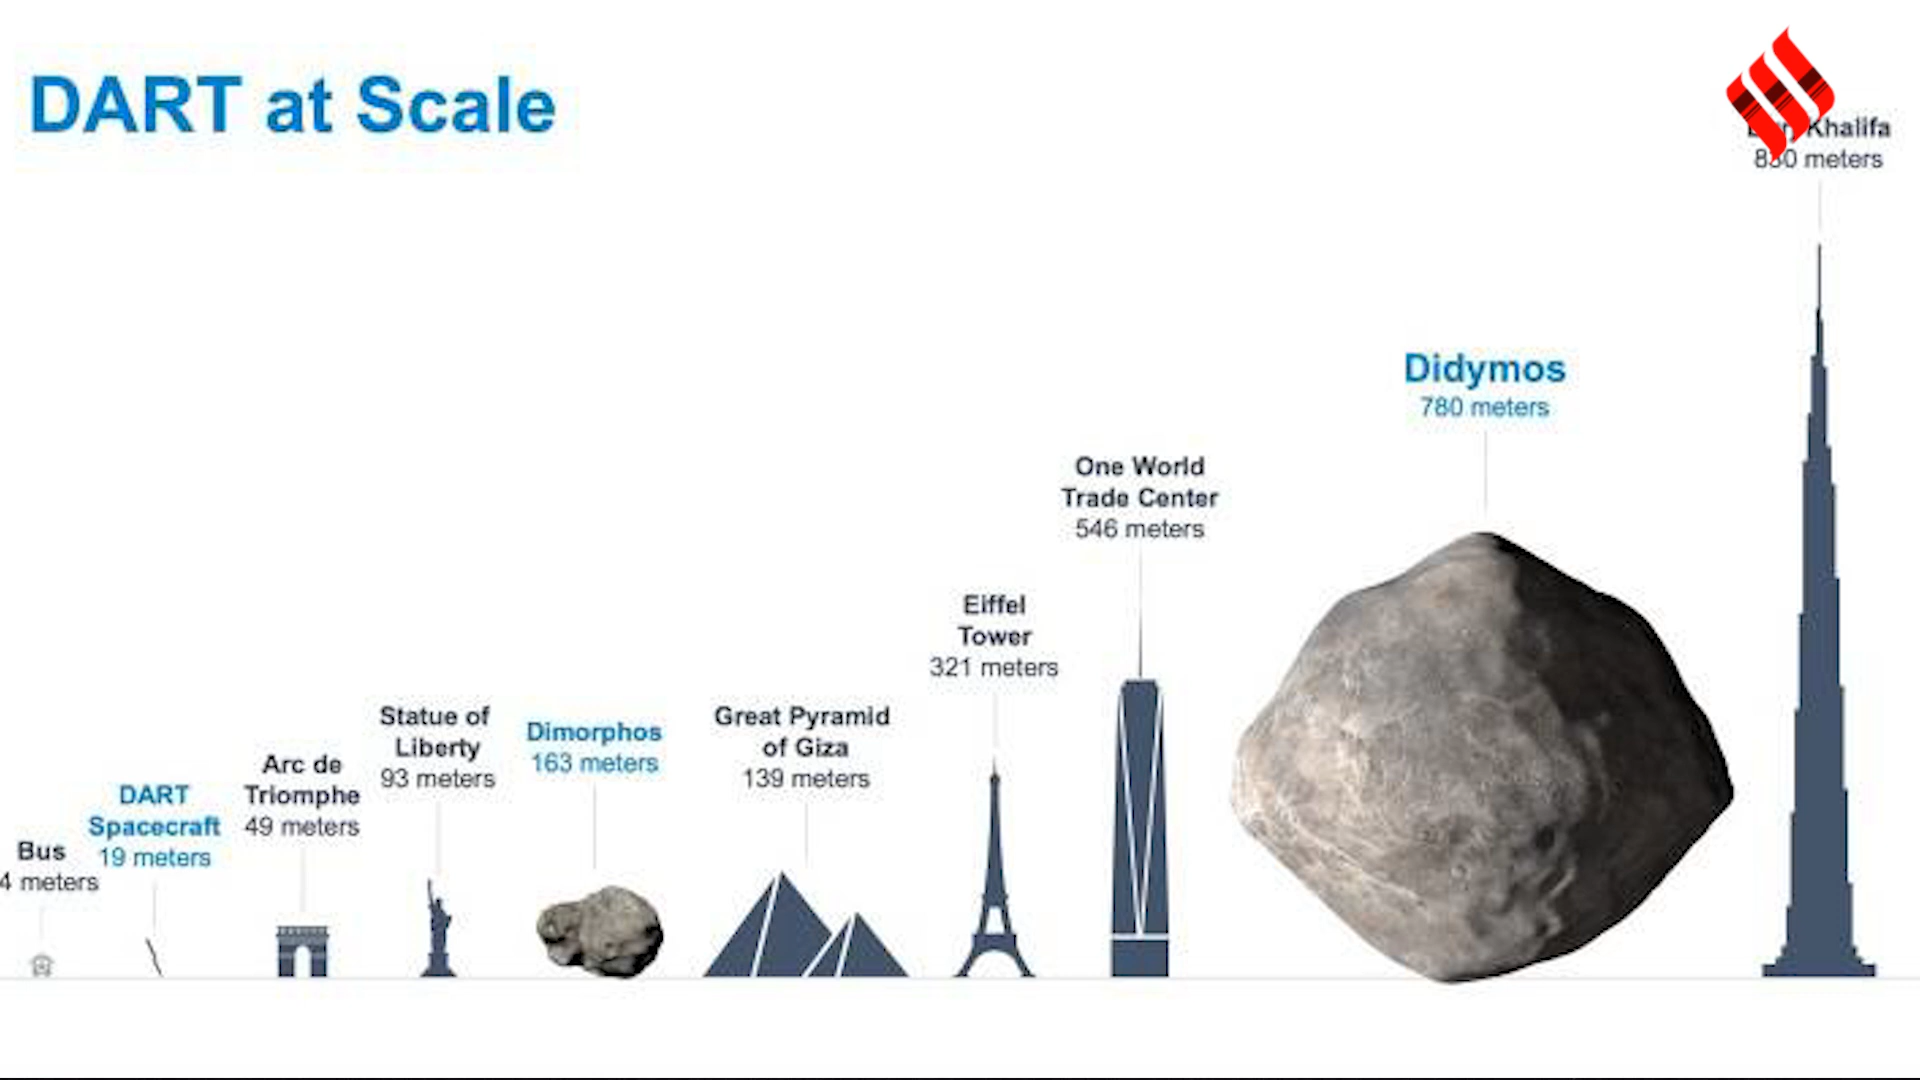 DART at Scale
Khalifa
830 meters
Didymos
780 meters
One World
Trade Center
546 meters
Eiffel
Tower
321 meters
Statue of
Liberty
93 meters
Dimorphos
163 meters
Great Pyramid
of Giza
139 meters
Arc de
Triomphe
49 meters
DART
Spacecraft
19 meters
Bus
4 meters